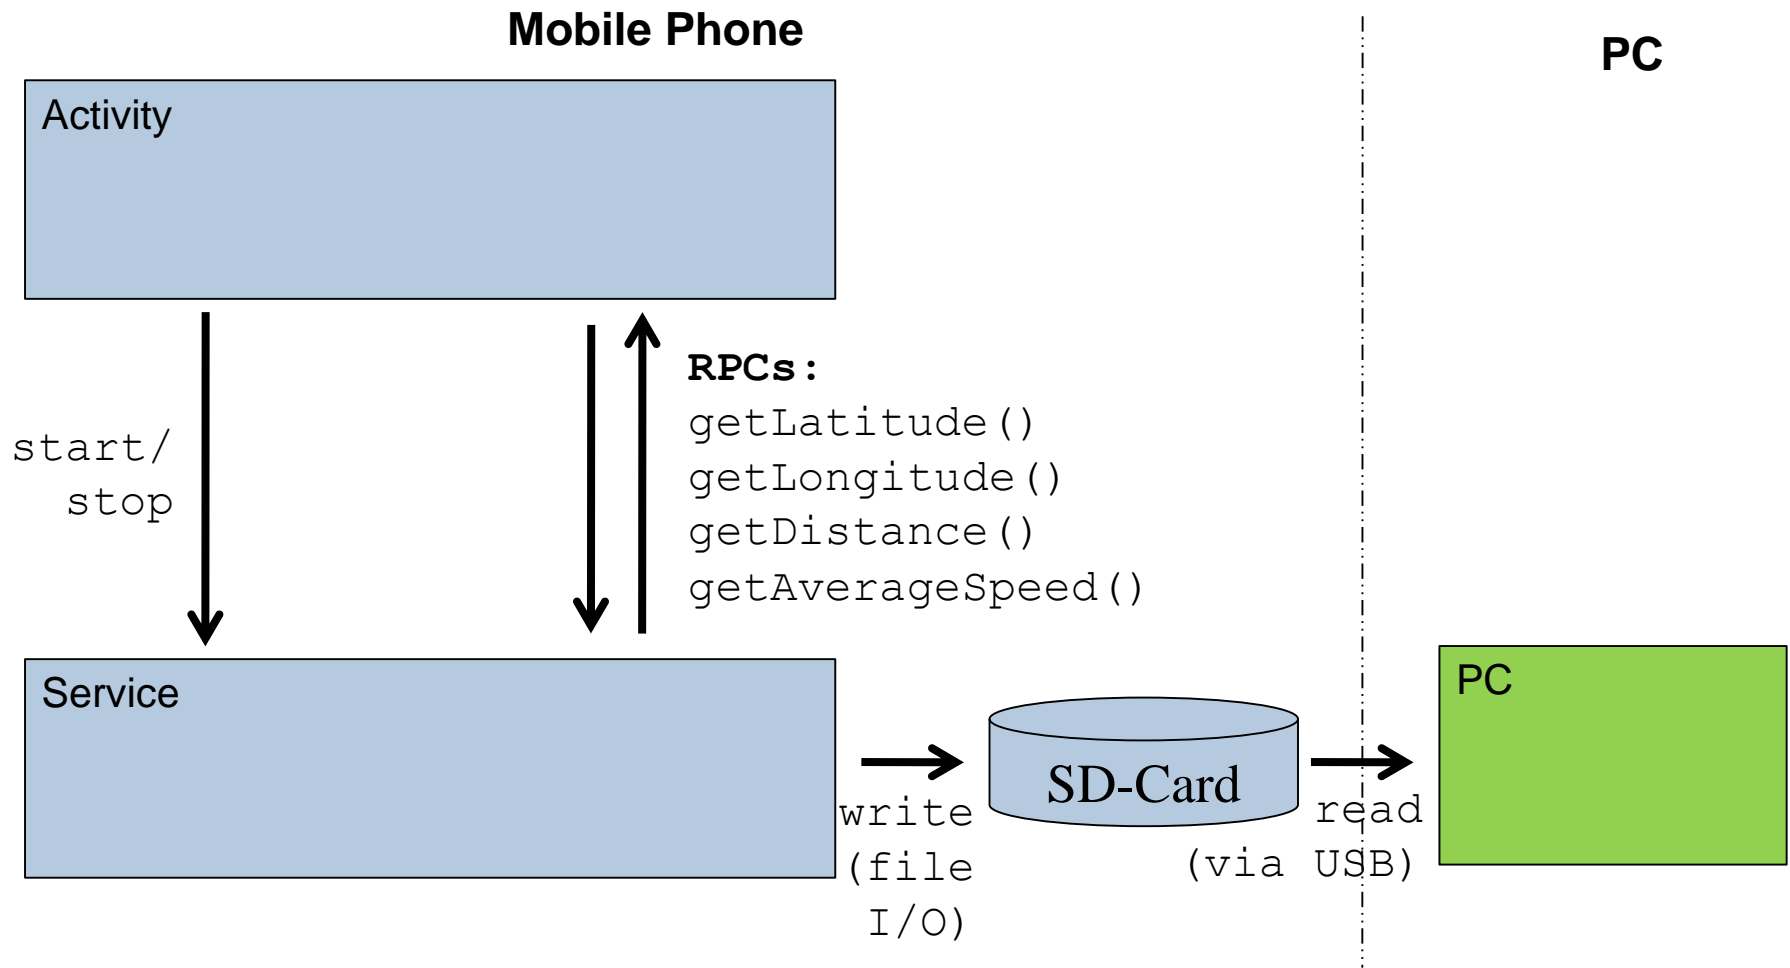 Mobile Phone
PC
Activity
start/
stop
RPCs:
getLatitude()
getLongitude()
getDistance()
getAverageSpeed()
Service
write
(file
I/O)
SD-Card
read
(via USB)
PC